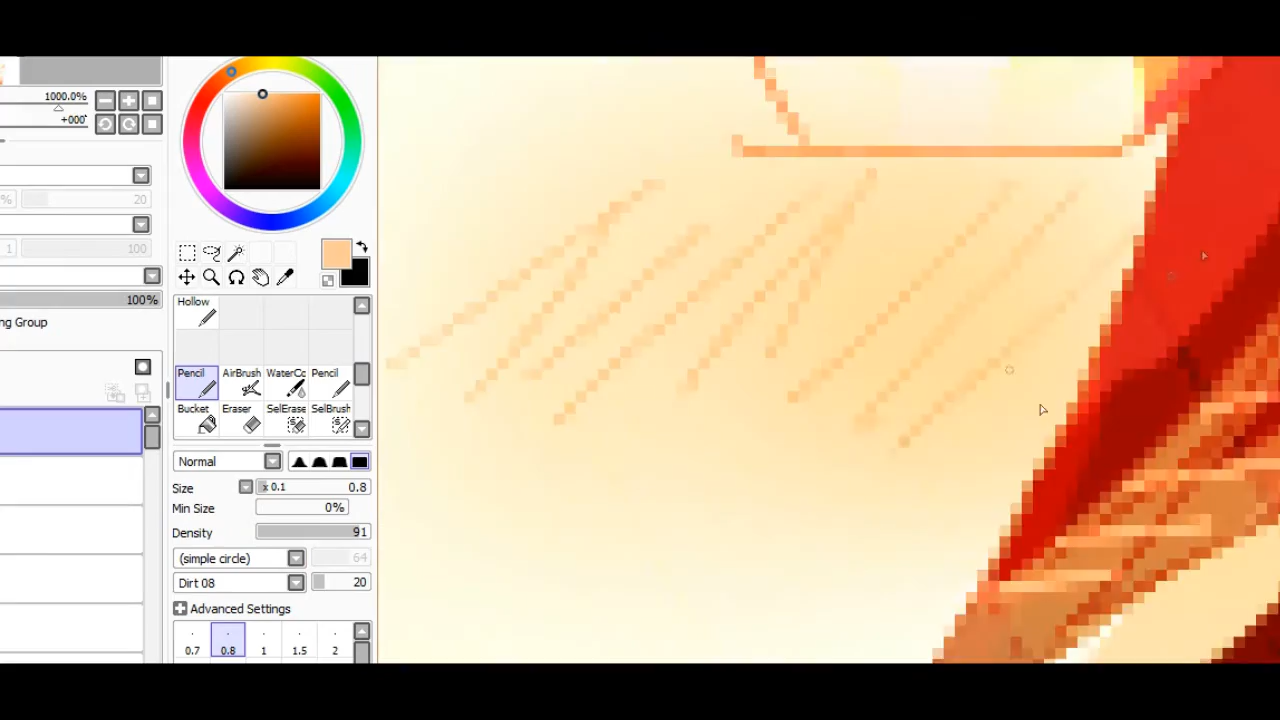 1000.0%
+000°
% 20
1 100
100%
ng Group
Hollow
Pencil AirBrush WaterCo Pencil
Bucket Eraser SelErase SelBrush
Normal
Size x 0.1 0.8
Min Size 0%
Density 91
(simple circle) 64
Dirt 08 20
Advanced Settings
0.7 0.8 1 1.5 2